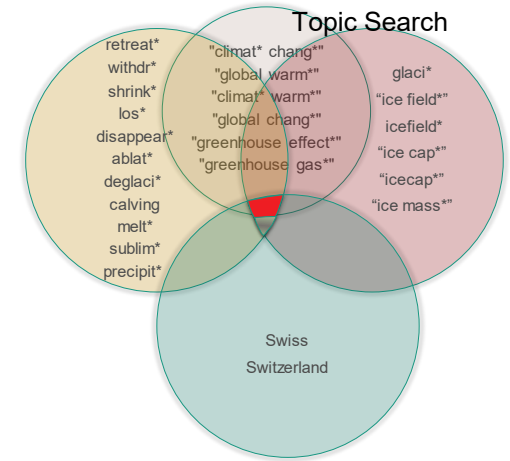 Topic Search
retreat*
withdr*
shrink*
los*
disappear*
ablat*
deglaci*
calving
melt*
sublim*
precipit*
"climat* chang*"
"global warm*"
"climat* warm*"
"global chang*"
"greenhouse effect*"
"greenhouse gas*"
glaci*
“ice field*”
icefield*
“ice cap*”
“icecap*”
“ice mass*”
Swiss
Switzerland